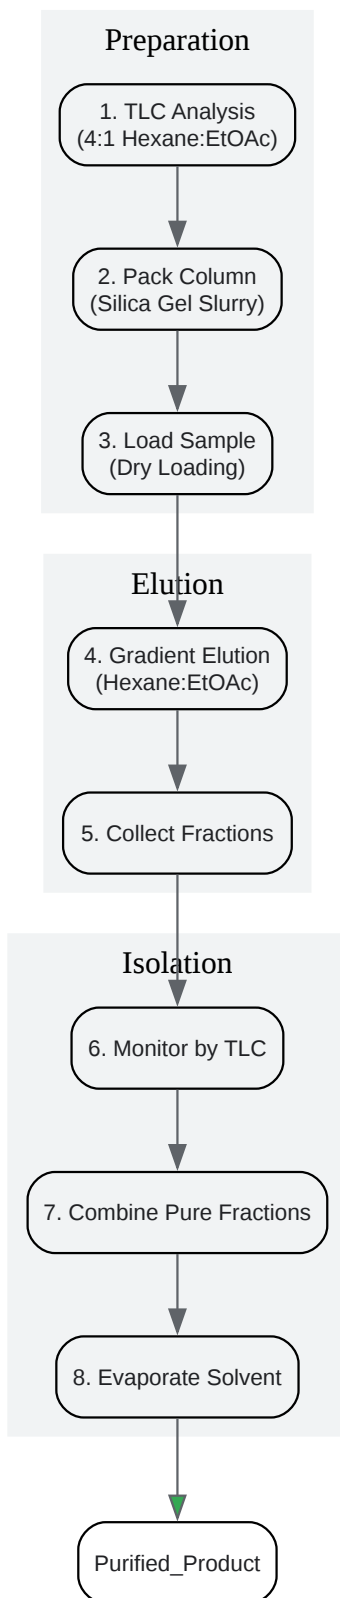 Preparation
1. TLC Analysis
(4:1 Hexane:EtOAc)
2. Pack Column
(Silica Gel Slurry)
3. Load Sample
(Dry Loading)
Elution
4. Gradient Elution
(Hexane:EtOAc)
5. Collect Fractions
Isolation
6. Monitor by TLC
7. Combine Pure Fractions
8. Evaporate Solvent
Purified_Product